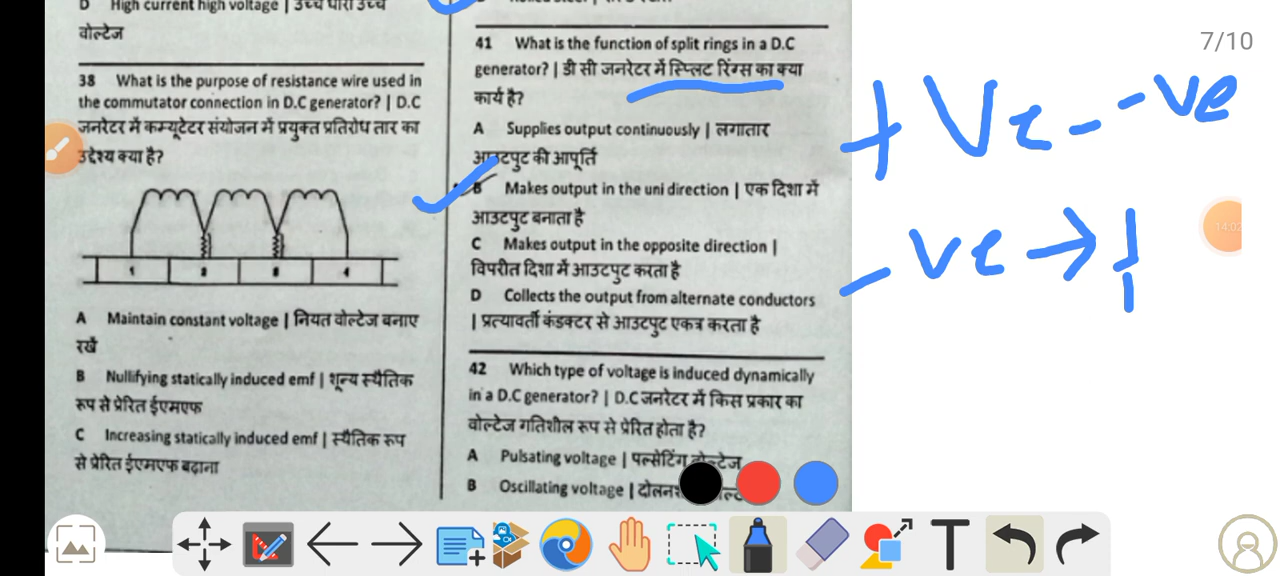 D High current high voltage | उच्च धारा उच्च
वोल्टेज
38 What is the purpose of resistance wire used in
the commutator connection in D.C generator? | D.C
जनरेटर में कम्यूटेटर संयोजन में प्रयुक्त प्रतिरोध तार का
उद्देश्य क्या है?
1 2 3 4
A Maintain constant voltage | नियत वोल्टेज बनाए
रखें
B Nullifying statically induced emf | शून्य स्थैतिक
रूप से प्रेरित ईएमएफ
C Increasing statically induced emf | स्थैतिक रूप
से प्रेरित ईएमएफ बढ़ाना
41 What is the function of split rings in a D.C
generator? | डी सी जनरेटर में स्प्लिट रिंग्स का क्या
कार्य है?
A Supplies output continuously | लगातार
आउटपुट की आपूर्ति
B Makes output in the uni direction | एक दिशा में
आउटपुट बनाता है
C Makes output in the opposite direction |
विपरीत दिशा में आउटपुट करता है
D Collects the output from alternate conductors
| प्रत्यावर्ती कंडक्टर से आउटपुट एकत्र करता है
42 Which type of voltage is induced dynamically
in a D.C generator? | D.C जनरेटर में किस प्रकार का
वोल्टेज गतिशील रूप से प्रेरित होता है?
A Pulsating voltage | पल्सेटिंग वोल्टेज
B Oscillating voltage |
7/10
+ Ve - -ve
- ve →
14:02
T